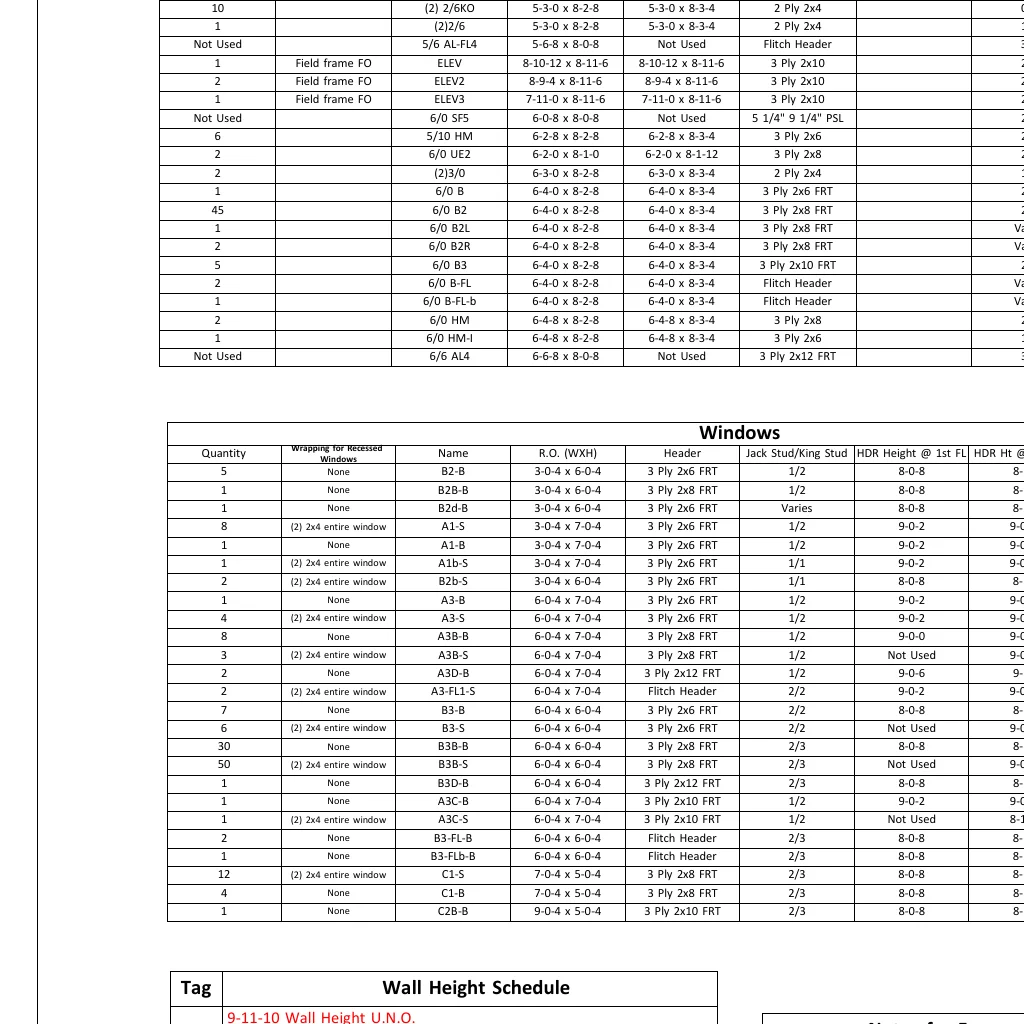 10 (2) 2/6KO 5-3-0 x 8-2-8 5-3-0 x 8-3-4 2 Ply 2x4
1 (2)2/6 5-3-0 x 8-2-8 5-3-0 x 8-3-4 2 Ply 2x4
Not Used 5/6 AL-FL4 5-6-8 x 8-0-8 Not Used Flitch Header
1 Field frame FO ELEV 8-10-12 x 8-11-6 8-10-12 x 8-11-6 3 Ply 2x10
2 Field frame FO ELEV2 8-9-4 x 8-11-6 8-9-4 x 8-11-6 3 Ply 2x10
1 Field frame FO ELEV3 7-11-0 x 8-11-6 7-11-0 x 8-11-6 3 Ply 2x10
Not Used 6/0 SF5 6-0-8 x 8-0-8 Not Used 5 1/4" 9 1/4" PSL
6 5/10 HM 6-2-8 x 8-2-8 6-2-8 x 8-3-4 3 Ply 2x6
2 6/0 UE2 6-2-0 x 8-1-0 6-2-0 x 8-1-12 3 Ply 2x8
2 (2)3/0 6-3-0 x 8-2-8 6-3-0 x 8-3-4 2 Ply 2x4
1 6/0 B 6-4-0 x 8-2-8 6-4-0 x 8-3-4 3 Ply 2x6 FRT
45 6/0 B2 6-4-0 x 8-2-8 6-4-0 x 8-3-4 3 Ply 2x8 FRT
1 6/0 B2L 6-4-0 x 8-2-8 6-4-0 x 8-3-4 3 Ply 2x8 FRT Va
2 6/0 B2R 6-4-0 x 8-2-8 6-4-0 x 8-3-4 3 Ply 2x8 FRT Va
5 6/0 B3 6-4-0 x 8-2-8 6-4-0 x 8-3-4 3 Ply 2x10 FRT
2 6/0 B-FL 6-4-0 x 8-2-8 6-4-0 x 8-3-4 Flitch Header Va
1 6/0 B-FL-b 6-4-0 x 8-2-8 6-4-0 x 8-3-4 Flitch Header Va
2 6/0 HM 6-4-8 x 8-2-8 6-4-8 x 8-3-4 3 Ply 2x8
1 6/0 HM-I 6-4-8 x 8-2-8 6-4-8 x 8-3-4 3 Ply 2x6
Not Used 6/6 AL4 6-6-8 x 8-0-8 Not Used 3 Ply 2x12 FRT
Windows
Quantity Wrapping for Recessed Windows Name R.O. (WXH) Header Jack Stud/King Stud HDR Height @ 1st FL HDR Ht @
5 None B2-B 3-0-4 x 6-0-4 3 Ply 2x6 FRT 1/2 8-0-8 8-
1 None B2B-B 3-0-4 x 6-0-4 3 Ply 2x8 FRT 1/2 8-0-8 8-
1 None B2d-B 3-0-4 x 6-0-4 3 Ply 2x6 FRT Varies 8-0-8 8-
8 (2) 2x4 entire window A1-S 3-0-4 x 7-0-4 3 Ply 2x6 FRT 1/2 9-0-2 9-0
1 None A1-B 3-0-4 x 7-0-4 3 Ply 2x6 FRT 1/2 9-0-2 9-0
1 (2) 2x4 entire window A1b-S 3-0-4 x 7-0-4 3 Ply 2x6 FRT 1/1 9-0-2 9-0
2 (2) 2x4 entire window B2b-S 3-0-4 x 6-0-4 3 Ply 2x6 FRT 1/1 8-0-8 8-
1 None A3-B 6-0-4 x 7-0-4 3 Ply 2x6 FRT 1/2 9-0-2 9-0
4 (2) 2x4 entire window A3-S 6-0-4 x 7-0-4 3 Ply 2x6 FRT 1/2 9-0-2 9-0
8 None A3B-B 6-0-4 x 7-0-4 3 Ply 2x8 FRT 1/2 9-0-0 9-0
3 (2) 2x4 entire window A3B-S 6-0-4 x 7-0-4 3 Ply 2x8 FRT 1/2 Not Used 9-0
2 None A3D-B 6-0-4 x 7-0-4 3 Ply 2x12 FRT 1/2 9-0-6 9-
2 (2) 2x4 entire window A3-FL1-S 6-0-4 x 7-0-4 Flitch Header 2/2 9-0-2 9-0
7 None B3-B 6-0-4 x 6-0-4 3 Ply 2x6 FRT 2/2 8-0-8 8-
6 (2) 2x4 entire window B3-S 6-0-4 x 6-0-4 3 Ply 2x6 FRT 2/2 Not Used 9-0
30 None B3B-B 6-0-4 x 6-0-4 3 Ply 2x8 FRT 2/3 8-0-8 8-
50 (2) 2x4 entire window B3B-S 6-0-4 x 6-0-4 3 Ply 2x8 FRT 2/3 Not Used 9-0
1 None B3D-B 6-0-4 x 6-0-4 3 Ply 2x12 FRT 2/3 8-0-8 8-
1 None A3C-B 6-0-4 x 7-0-4 3 Ply 2x10 FRT 1/2 9-0-2 9-0
1 (2) 2x4 entire window A3C-S 6-0-4 x 7-0-4 3 Ply 2x10 FRT 1/2 Not Used 8-1
2 None B3-FL-B 6-0-4 x 6-0-4 Flitch Header 2/3 8-0-8 8-
1 None B3-FLb-B 6-0-4 x 6-0-4 Flitch Header 2/3 8-0-8 8-
12 (2) 2x4 entire window C1-S 7-0-4 x 5-0-4 3 Ply 2x8 FRT 2/3 8-0-8 8-
4 None C1-B 7-0-4 x 5-0-4 3 Ply 2x8 FRT 2/3 8-0-8 8-
1 None C2B-B 9-0-4 x 5-0-4 3 Ply 2x10 FRT 2/3 8-0-8 8-
Tag Wall Height Schedule
9-11-10 Wall Height U.N.O.